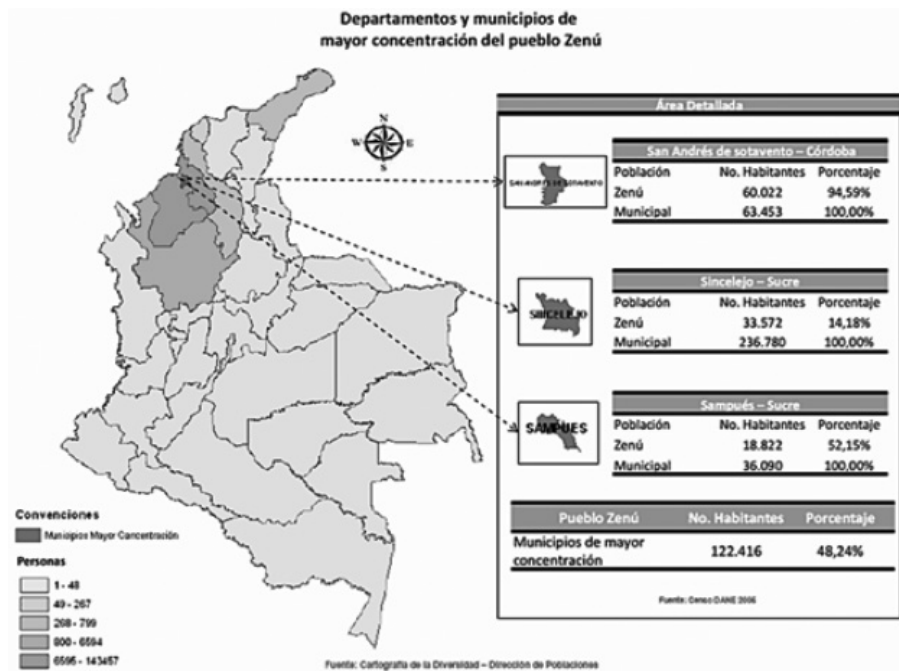 Departamentos y municipios de
mayor concentración del pueblo Zenú
N
W E
S
Área Detallada
San Andrés de sotavento – Córdoba
SAN ANDRES DE SOTAVENTO
Población No. Habitantes Porcentaje
Zenú 60.022 94,59%
Municipal 63.453 100,00%
Sincelejo – Sucre
SINCELEJO
Población No. Habitantes Porcentaje
Zenú 33.572 14,18%
Municipal 236.780 100,00%
Sampués – Sucre
SAMPUES
Población No. Habitantes Porcentaje
Zenú 18.822 52,15%
Municipal 36.090 100,00%
Pueblo Zenú No. Habitantes Porcentaje
Municipios de mayor
concentración 122.416 48,24%
Fuente: Censo DANE 2005
Convenciones
Municipios Mayor Concentración
Personas
1 - 48
49 - 267
268 - 799
800 - 6594
6595 - 143457
Fuente: Cartografía de la Diversidad – Dirección de Poblaciones